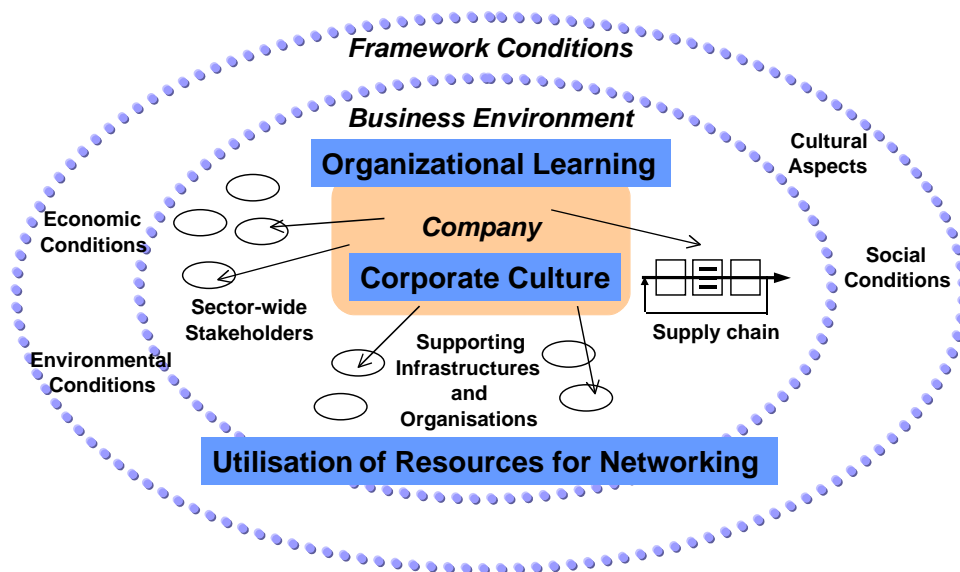 Framework Conditions
Business Environment
Organizational Learning
Cultural
Aspects
Economic
Conditions
Company
Corporate Culture
Social
Conditions
Sector-wide
Stakeholders
Supply chain
Supporting
Infrastructures
and
Organisations
Environmental
Conditions
Utilisation of Resources for Networking